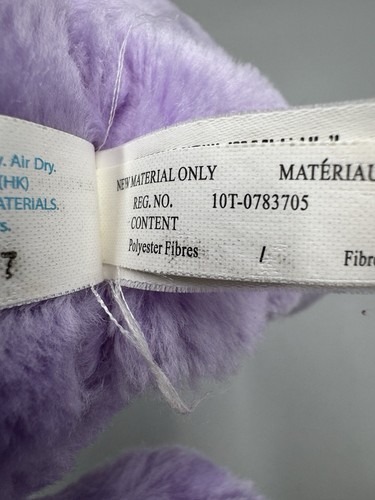 y. Air Dry.
(HK)
ATERIALS.
s.
NEW MATERIAL ONLY MATÉRIAU
REG. NO. 10T-0783705
CONTENT
Polyester Fibres / Fibre